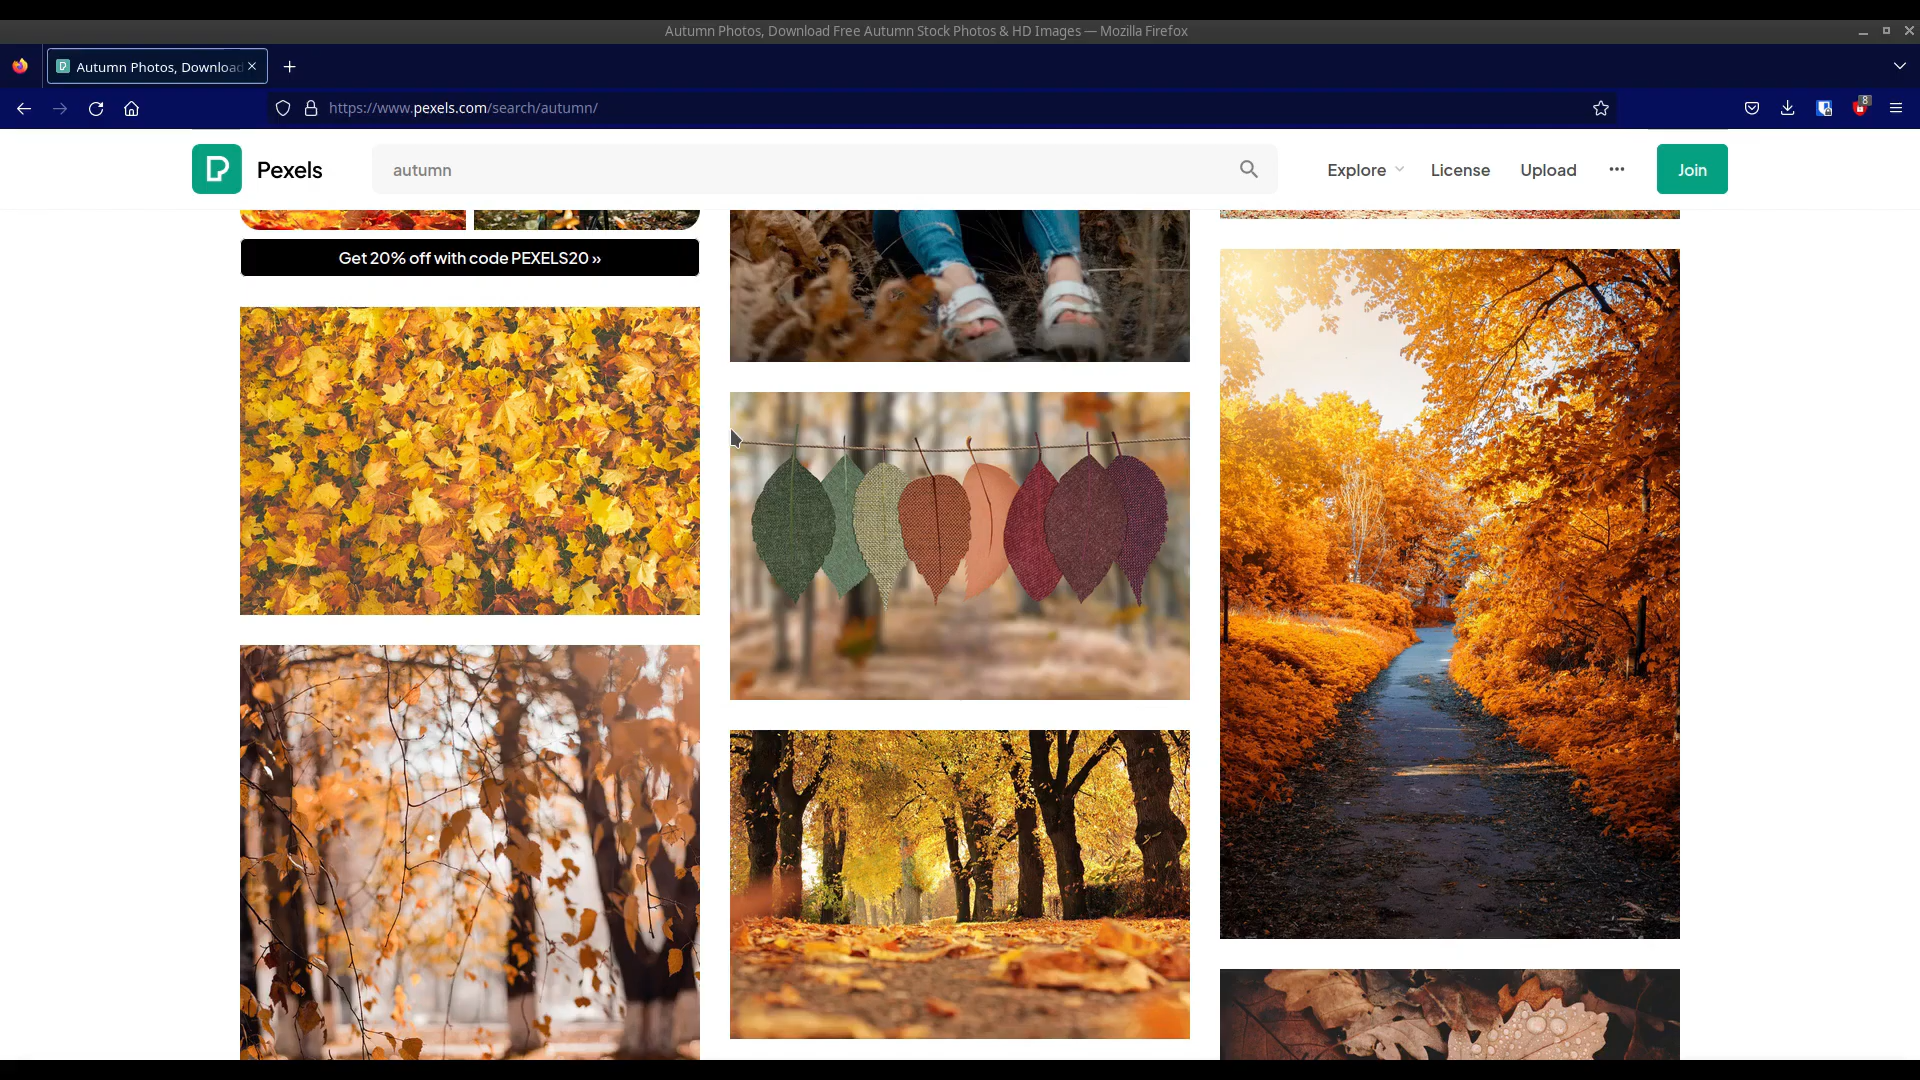 Autumn Photos, Download Free Autumn Stock Photos & HD Images — Mozilla Firefox
Autumn Photos, Download
https://www.pexels.com/search/autumn/
8
Pexels
autumn
Explore
License
Upload
Join
Get 20% off with code PEXELS20 »